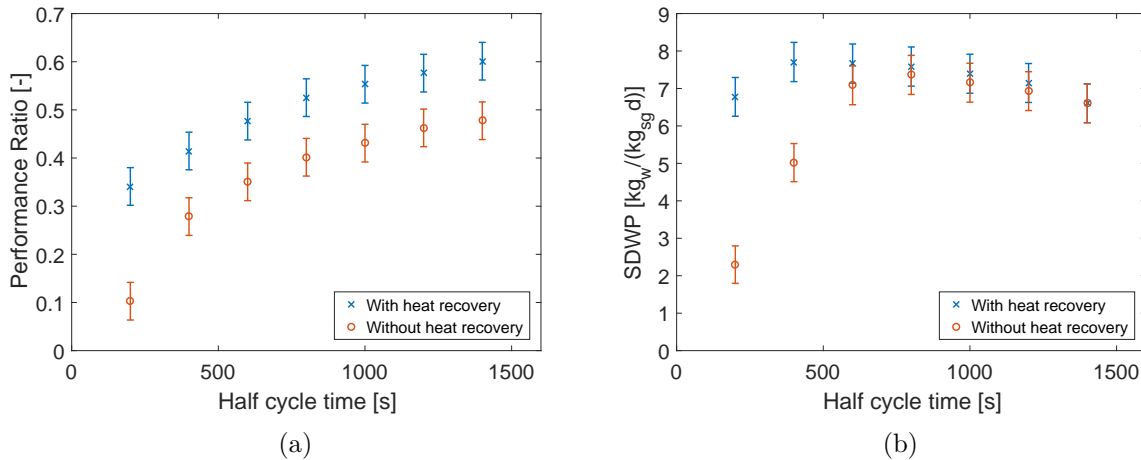 0.7
0.6
0.5
0.4
0.3
0.2
0.1
0
Performance Ratio [-]
With heat recovery
Without heat recovery
0 500 1000 1500
Half cycle time [s]
(a)
9
8
7
6
5
4
3
2
1
0
SDWP [kg_w/(kg_sg d)]
With heat recovery
Without heat recovery
0 500 1000 1500
Half cycle time [s]
(b)